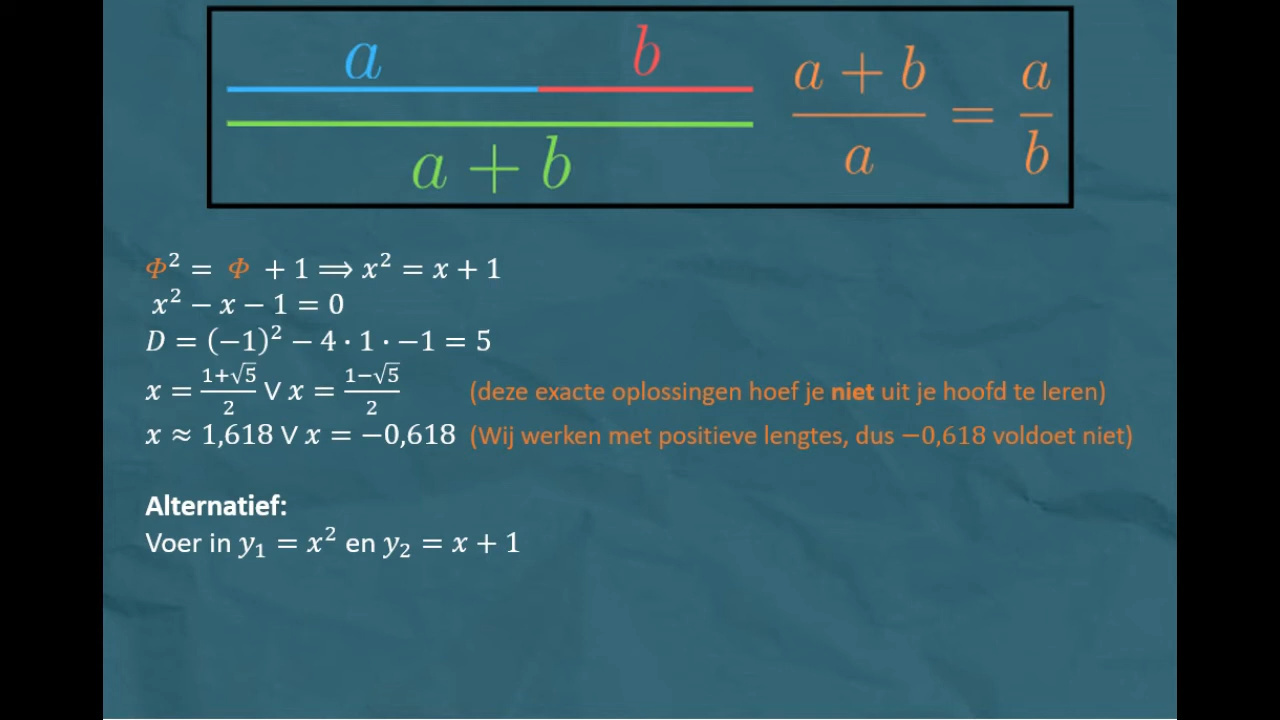 a b
a + b
a + b / a = a / b
Φ² = Φ + 1 ⟹ x² = x + 1
x² − x − 1 = 0
D = (−1)² − 4 · 1 · −1 = 5
x = (1+√5)/2 V x = (1−√5)/2 (deze exacte oplossingen hoef je niet uit je hoofd te leren)
x ≈ 1,618 V x = −0,618 (Wij werken met positieve lengtes, dus −0,618 voldoet niet)
Alternatief:
Voer in y₁ = x² en y₂ = x + 1